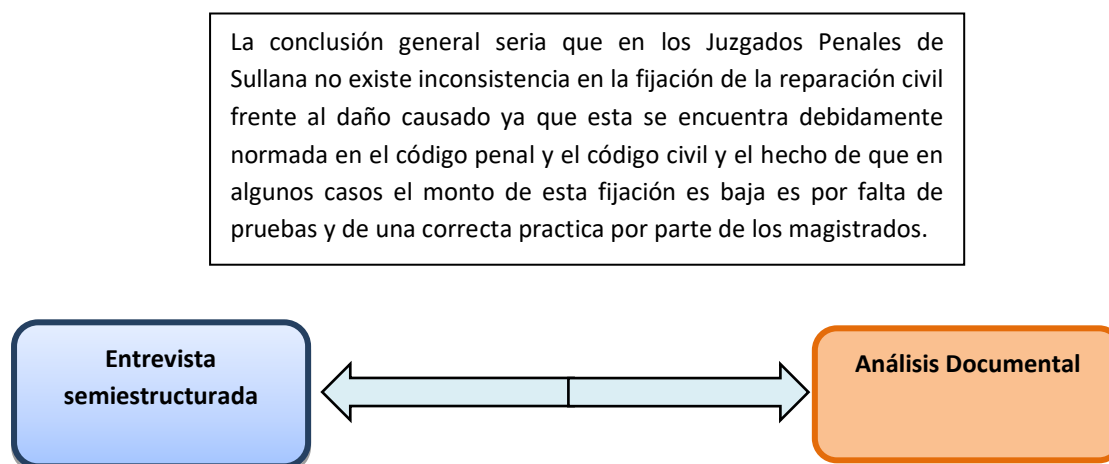 La conclusión general seria que en los Juzgados Penales de
Sullana no existe inconsistencia en la fijación de la reparación civil
frente al daño causado ya que esta se encuentra debidamente
normada en el código penal y el código civil y el hecho de que en
algunos casos el monto de esta fijación es baja es por falta de
pruebas y de una correcta practica por parte de los magistrados.
Entrevista
semiestructurada
Análisis Documental